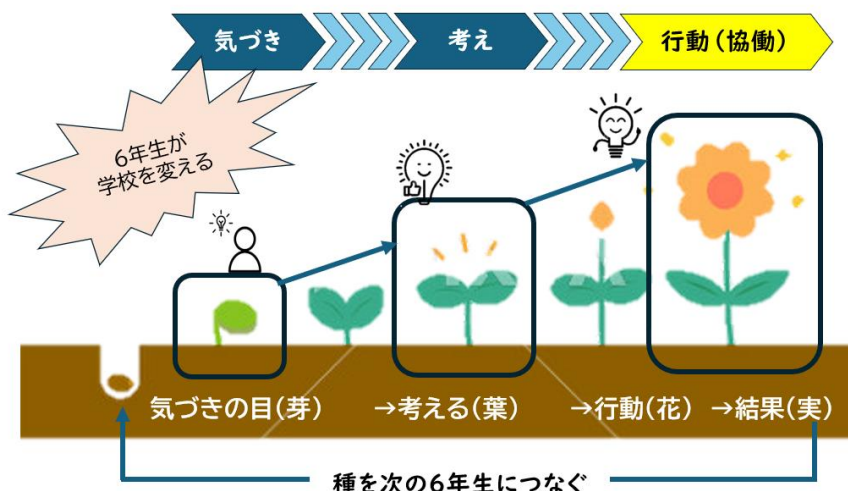 気づき
考え
行動(協働)
6年生が
学校を変える
気づきの目(芽) →考える(葉) →行動(花) →結果(実)
種を次の6年生につなぐ